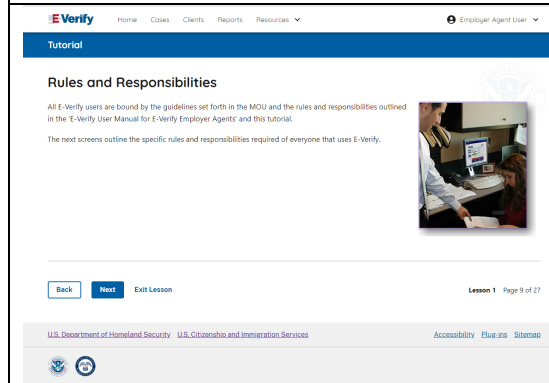 E-Verify Home Cases Clients Reports Resources Employer Agent User
Tutorial
Rules and Responsibilities
All E-Verify users are bound by the guidelines set forth in the MOU and the rules and responsibilities outlined
in the 'E-Verify User Manual for E-Verify Employer Agents' and this tutorial.
The next screens outline the specific rules and responsibilities required of everyone that uses E-Verify.
Back Next Exit Lesson Lesson 1 Page 9 of 27
U.S. Department of Homeland Security U.S. Citizenship and Immigration Services Accessibility Plug-ins Sitemap